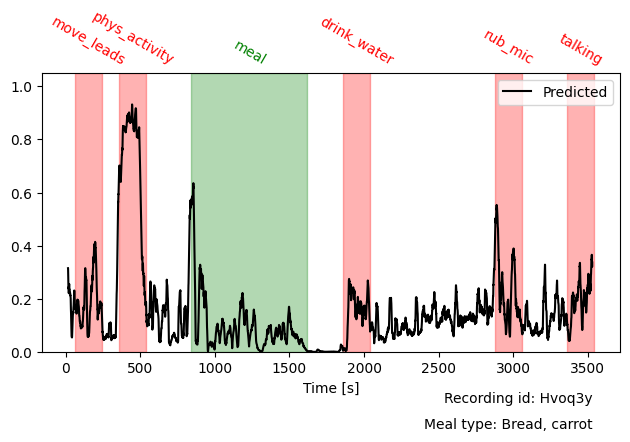 move_leads
phys_activity
meal
drink_water
rub_mic
talking
Predicted
1.0
0.8
0.6
0.4
0.2
0.0
0 500 1000 1500 2000 2500 3000 3500
Time [s]
Recording id: Hvoq3y
Meal type: Bread, carrot